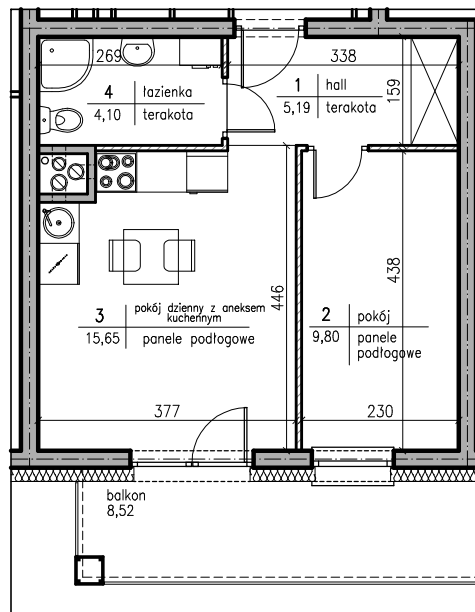 269
338
4 łazienka
4,10 terakota
1 hall
5,19 terakota
159
446
438
3 pokój dzienny z aneksem
kuchennym
15,65 panele podłogowe
2 pokój
9,80 panele
podłogowe
377
230
balkon
8,52